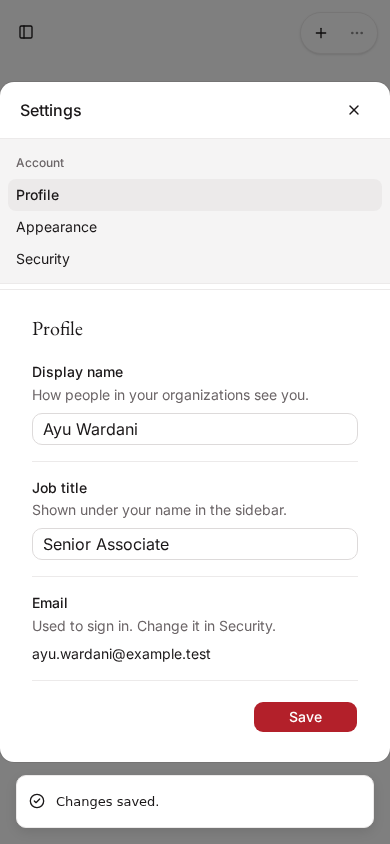 Settings
Account
Profile
Appearance
Security
Profile
Display name
How people in your organizations see you.
Ayu Wardani
Job title
Shown under your name in the sidebar.
Senior Associate
Email
Used to sign in. Change it in Security.
ayu.wardani@example.test
Save
Changes saved.